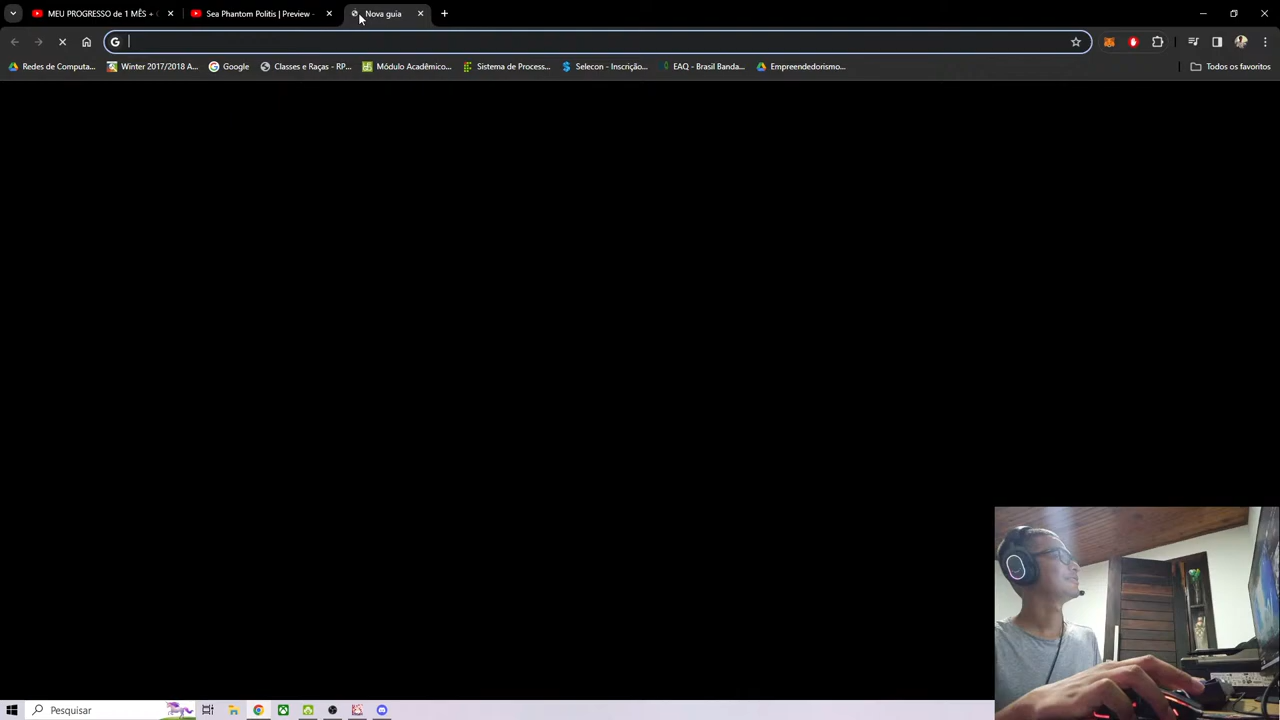 MEU PROGRESSO de 1 MÊS +
Sea Phantom Politis | Preview -
Nova guia
Redes de Computa...
Winter 2017/2018 A...
Google
Classes e Raças - RP...
Módulo Acadêmico...
Sistema de Process...
Selecon - Inscrição...
EAQ - Brasil Banda...
Empreendedorismo...
Todos os favoritos
Pesquisar